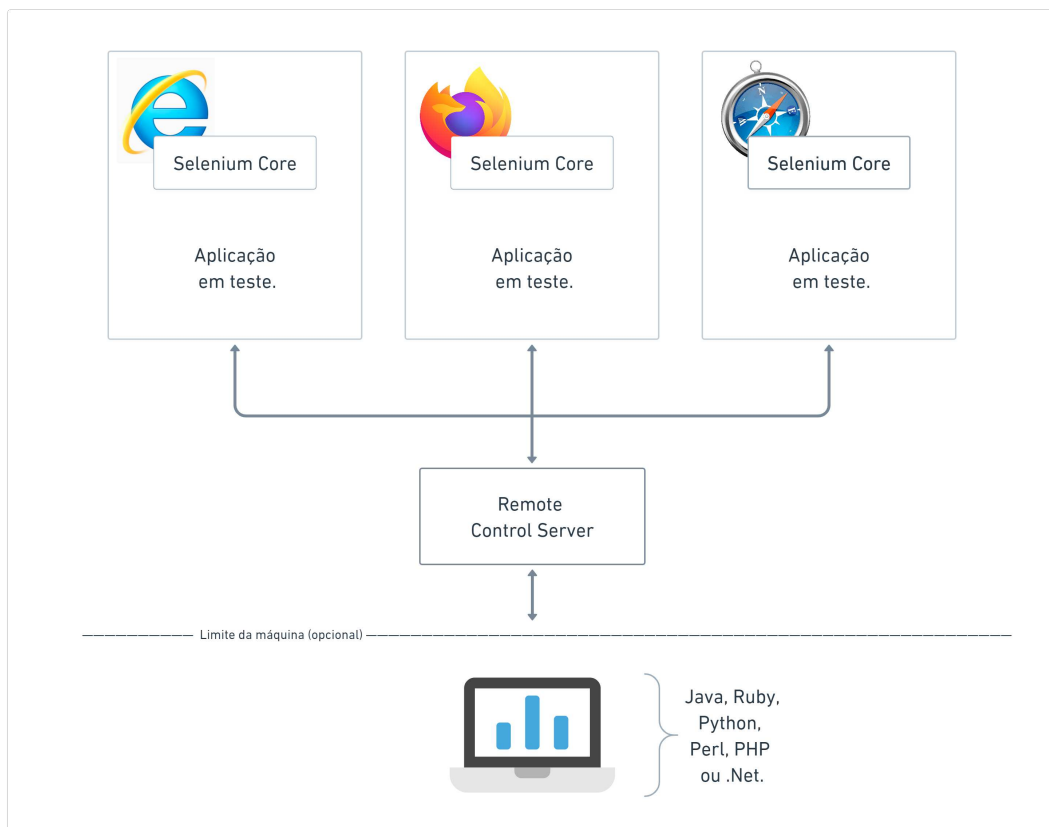 Selenium Core
Aplicação
em teste.
Selenium Core
Aplicação
em teste.
Selenium Core
Aplicação
em teste.
Remote
Control Server
Limite da máquina (opcional)
Java, Ruby,
Python,
Perl, PHP
ou .Net.